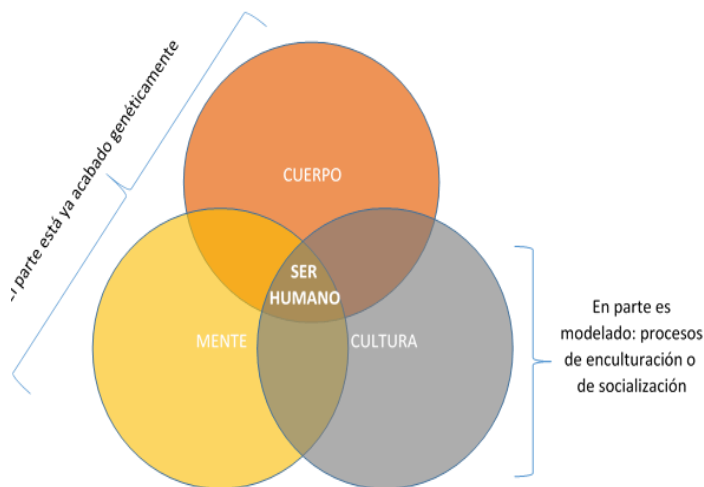 parte está ya acabado genéticamente
CUERPO
SER
HUMANO
MENTE
CULTURA
En parte es
modelado: procesos
de enculturación o
de socialización